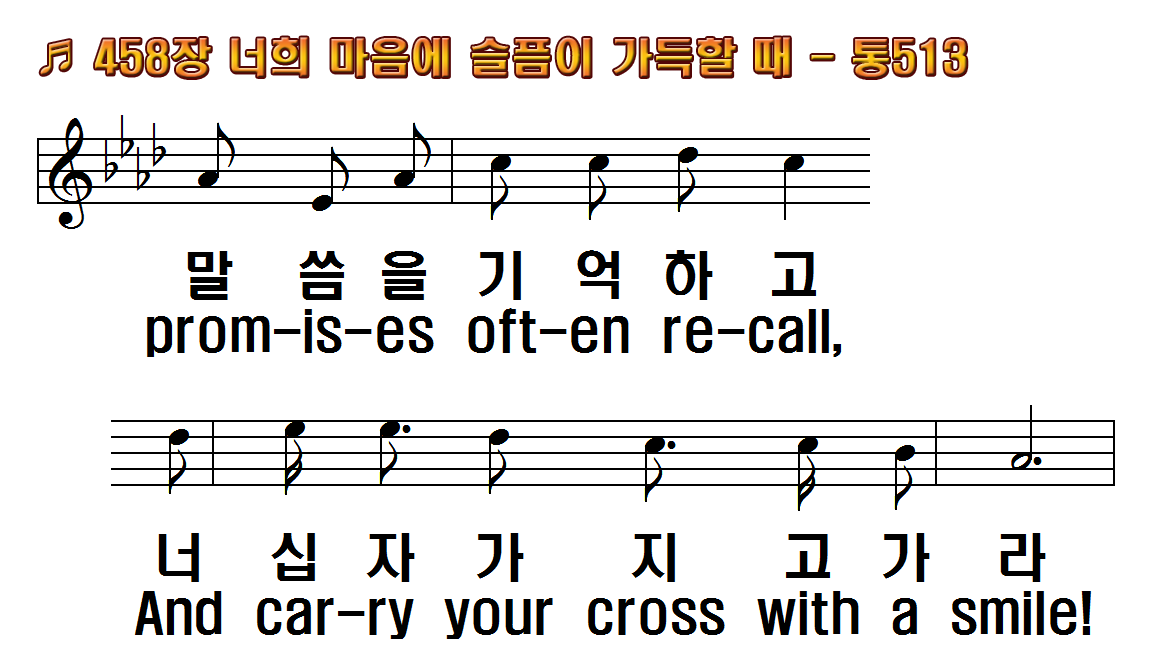 ♬ 458장 너희 마음에 슬픔이 가득할 때 - 통513
말 씀 을 기 억 하 고
prom-is-es oft-en re-call,
너 십 자 가 지 고 가 라
And car-ry your cross with a smile!